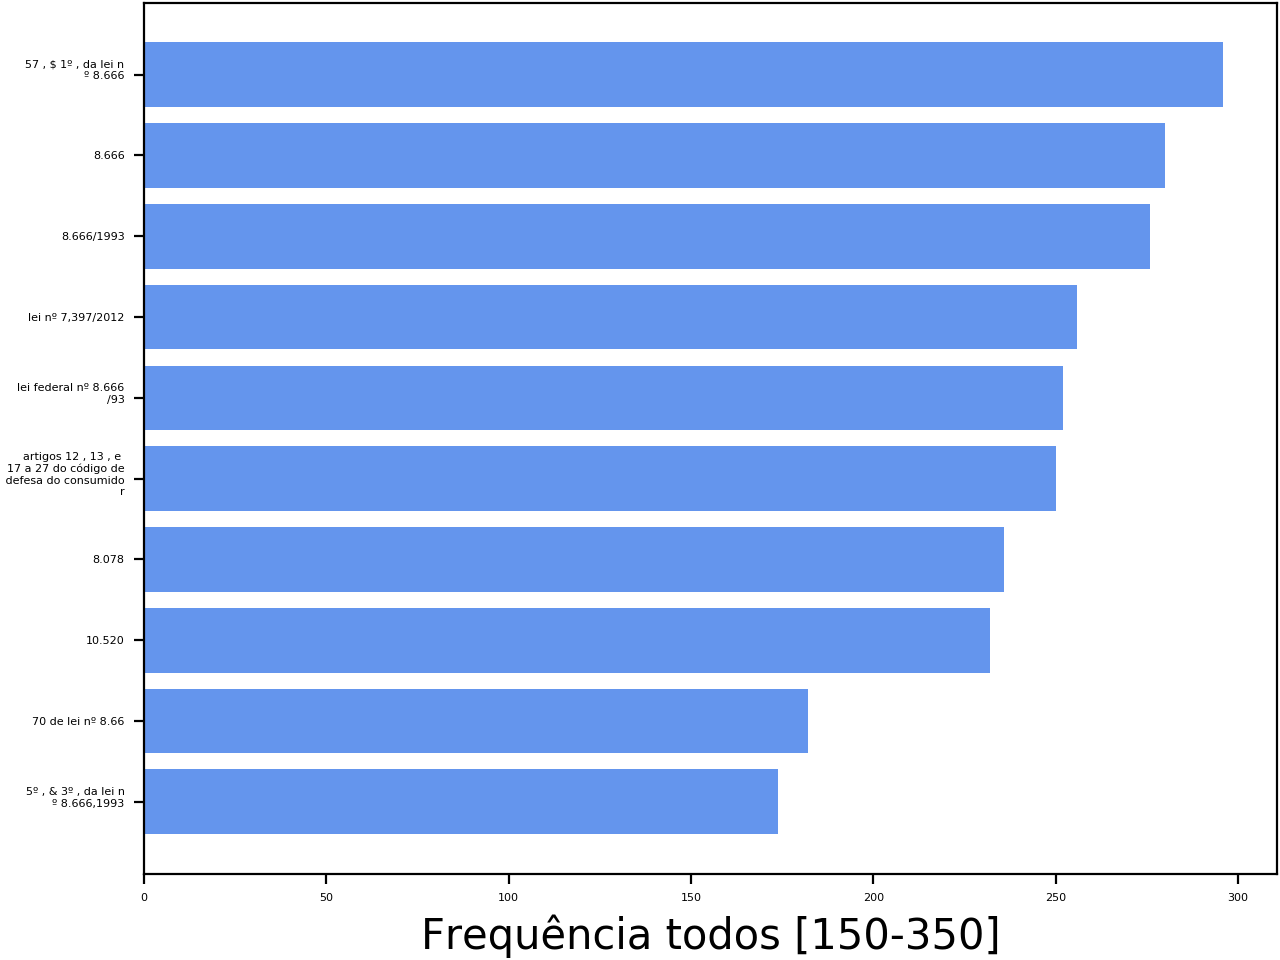 57 , $ 1º , da lei n
º 8.666
8.666
8.666/1993
lei nº 7,397/2012
lei federal nº 8.666
/93
artigos 12 , 13 , e
17 a 27 do código de
defesa do consumido
r
8.078
10.520
70 de lei nº 8.66
5º , & 3º , da lei n
º 8.666,1993
0 50 100 150 200 250 300
Frequência todos [150-350]